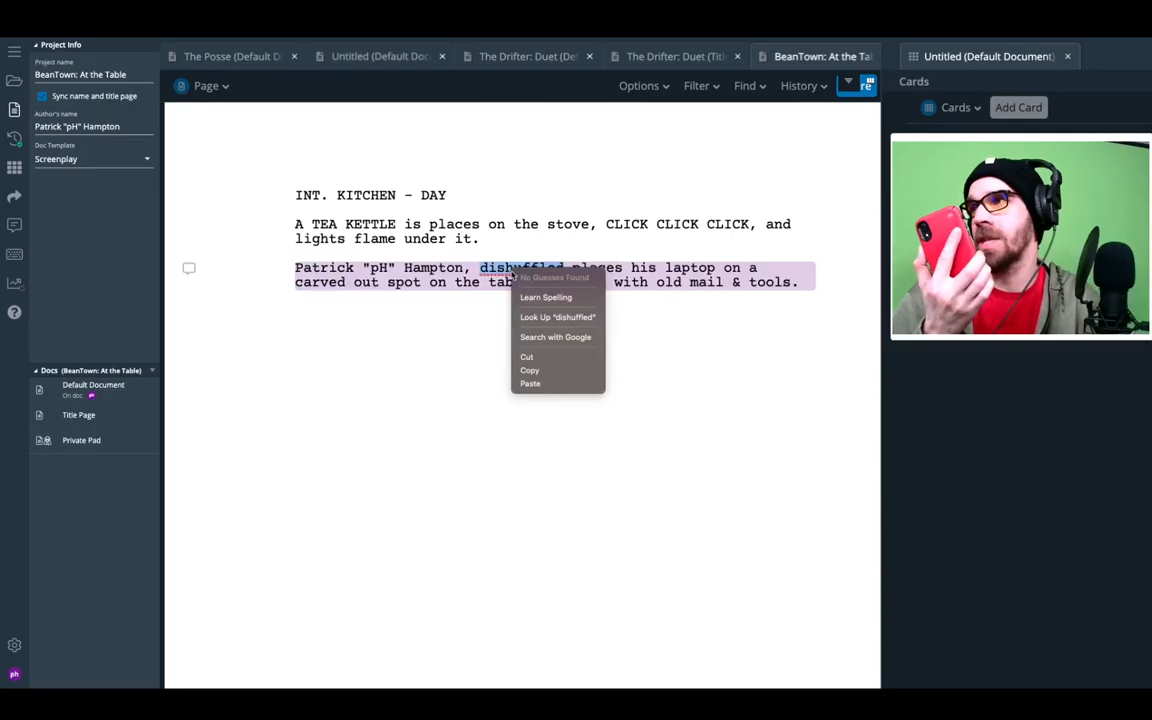 Project Info
Project name
BeanTown: At the Table
Sync name and title page
Author's name
Patrick "pH" Hampton
Doc Template
Screenplay
Docs (BeanTown: At the Table)
Default Document
On doc: ph
Title Page
Private Pad
ph
The Posse (Default D
Untitled (Default Doc
The Drifter: Duet (De
The Drifter: Duet (Titl
BeanTown: At the Ta
Page
Options
Filter
Find
History
re
INT. KITCHEN - DAY
A TEA KETTLE is places on the stove, CLICK CLICK CLICK, and
lights flame under it.
Patrick "pH" Hampton, dishuffled places his laptop on a
carved out spot on the tab with old mail & tools.
No Guesses Found
Learn Spelling
Look Up "dishuffled"
Search with Google
Cut
Copy
Paste
Untitled (Default Document)
Cards
Cards
Add Card